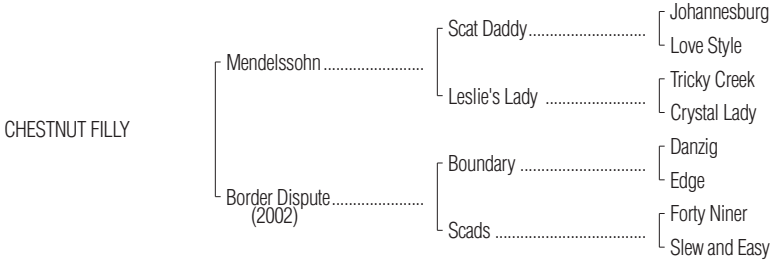 Johannesburg
Scat Daddy..............................
Love Style
Mendelssohn .........................
Tricky Creek
Leslie's Lady ..........................
Crystal Lady
CHESTNUT FILLY
Danzig
Boundary ................................
Edge
Border Dispute.......................
(2002)
Forty Niner
Scads ......................................
Slew and Easy